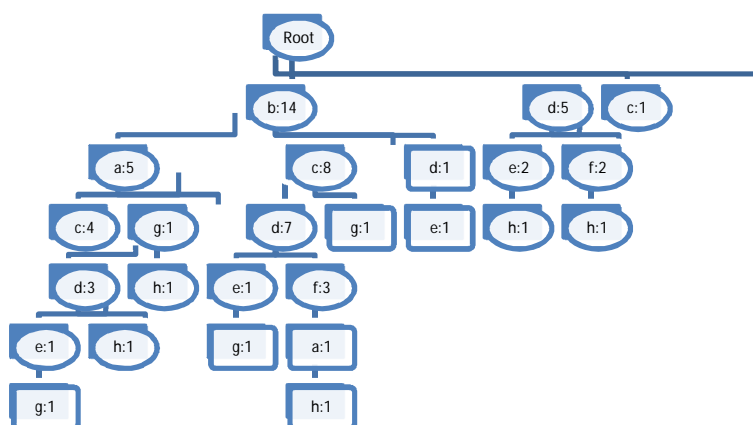 Root
b:14 d:5 c:1
a:5 c:8 d:1 e:2 f:2
c:4 g:1 d:7 g:1 e:1 h:1 h:1
d:3 h:1 e:1 f:3
e:1 h:1 g:1 a:1
g:1 h:1